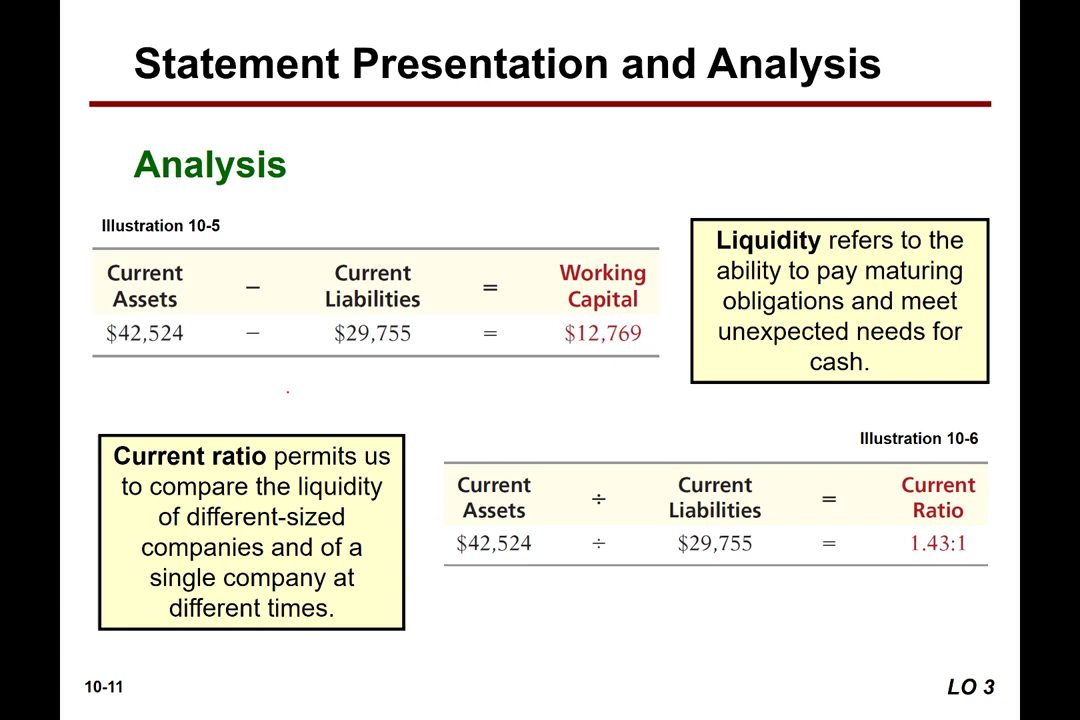 Statement Presentation and Analysis
Analysis
Illustration 10-5
Current Assets − Current Liabilities = Working Capital
$42,524 − $29,755 = $12,769
Liquidity refers to the
ability to pay maturing
obligations and meet
unexpected needs for
cash.
Current ratio permits us
to compare the liquidity
of different-sized
companies and of a
single company at
different times.
Illustration 10-6
Current Assets ÷ Current Liabilities = Current Ratio
$42,524 ÷ $29,755 = 1.43:1
10-11
LO 3